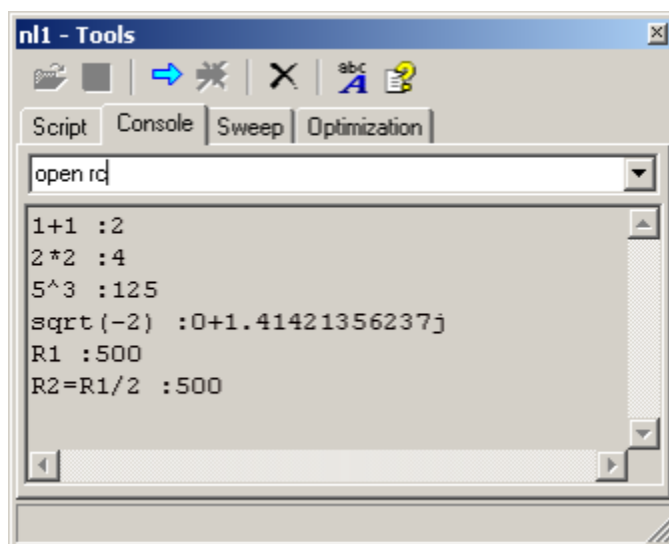 nl1 - Tools
abc
A
Script Console Sweep Optimization
open rc
1+1 :2
2*2 :4
5^3 :125
sqrt(-2) :0+1.41421356237j
R1 :500
R2=R1/2 :500